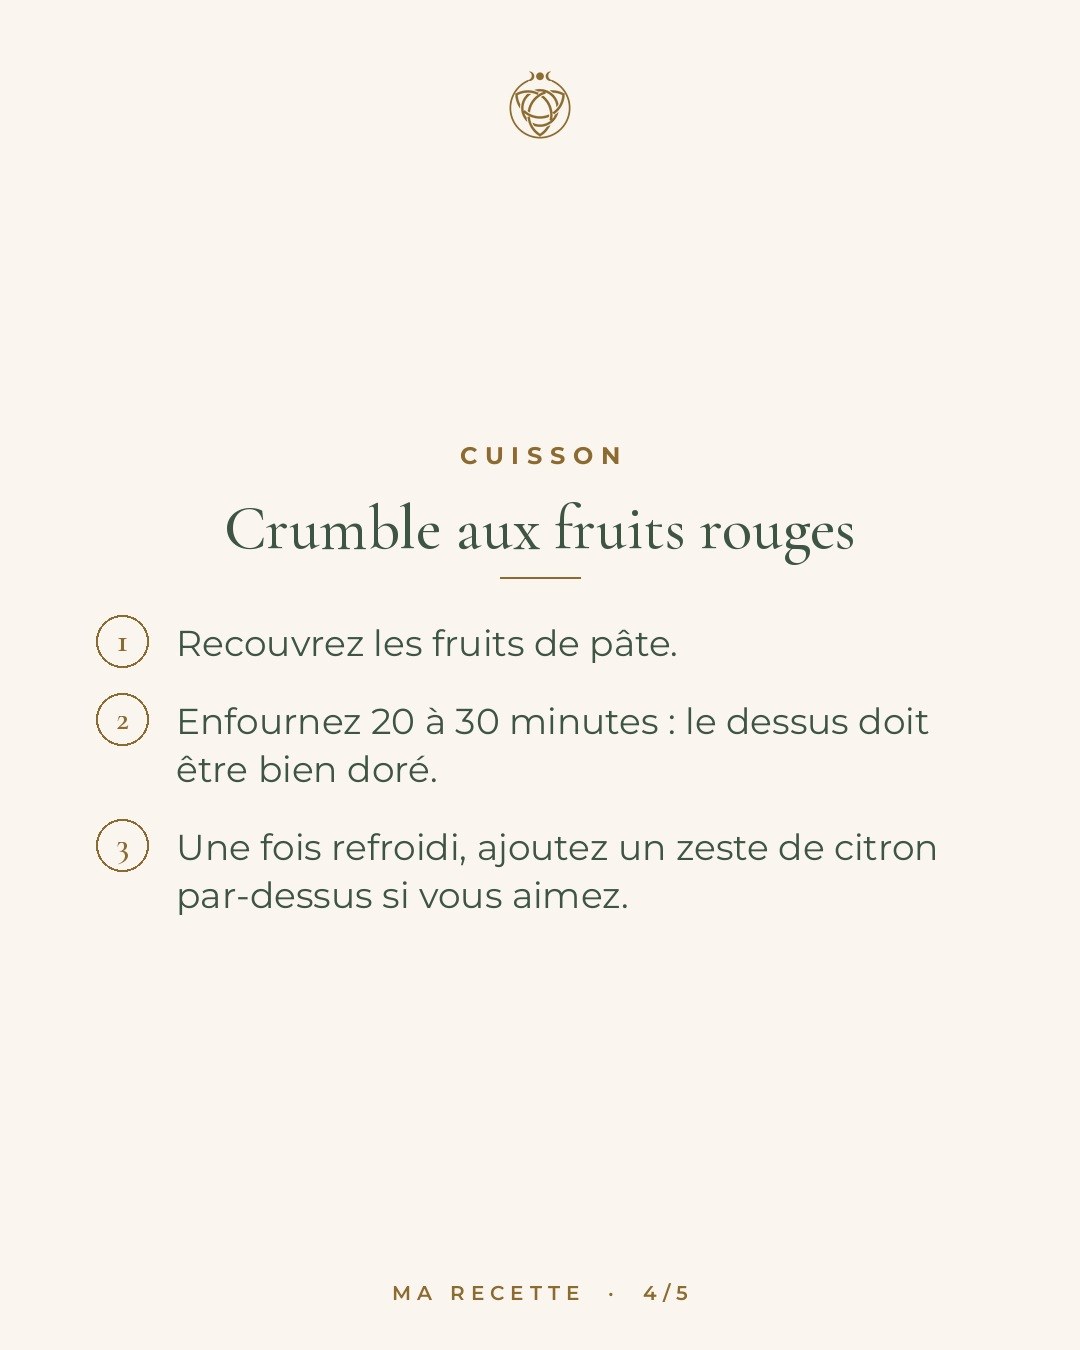 CUISSON
Crumble aux fruits rouges
1 Recouvrez les fruits de pâte.
2 Enfournez 20 à 30 minutes : le dessus doit
être bien doré.
3 Une fois refroidi, ajoutez un zeste de citron
par-dessus si vous aimez.
MA RECETTE · 4/5